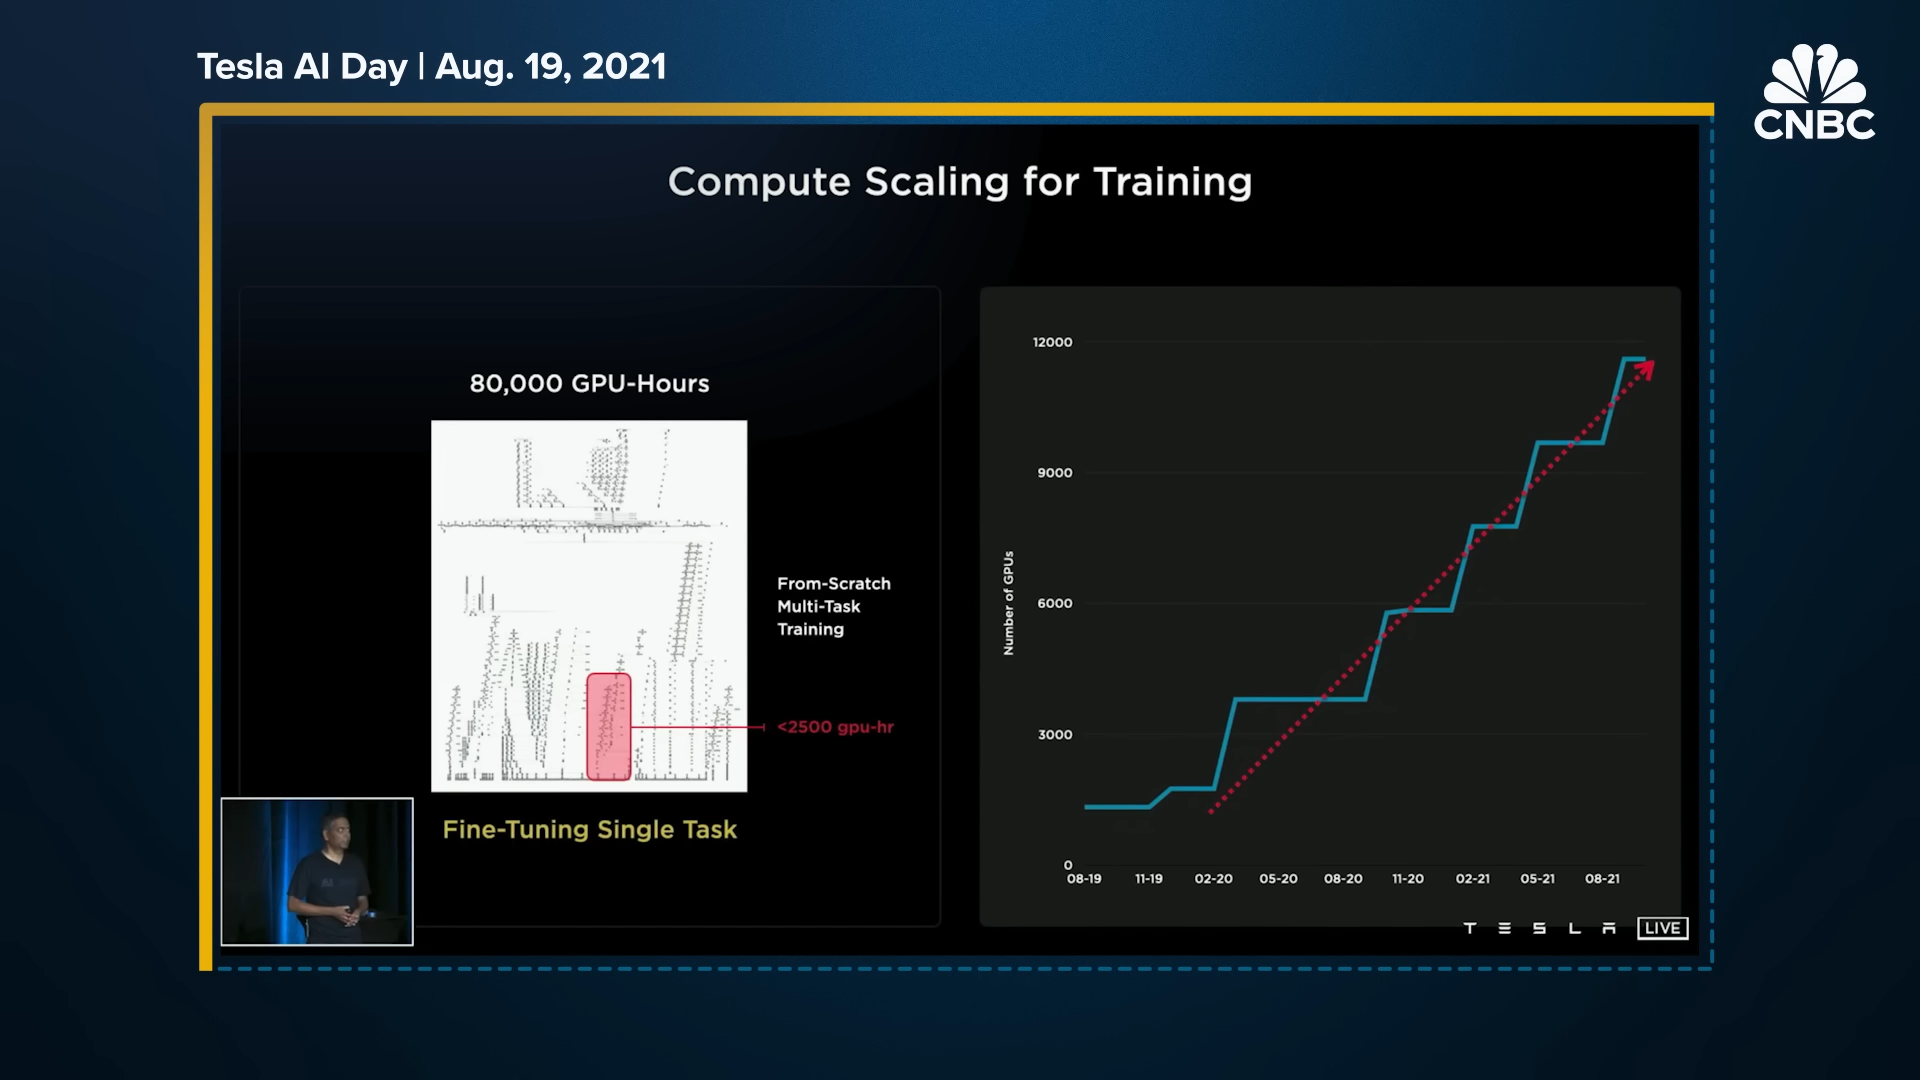 Tesla AI Day | Aug. 19, 2021
CNBC
Compute Scaling for Training
80,000 GPU-Hours
From-Scratch
Multi-Task
Training
<2500 gpu-hr
Fine-Tuning Single Task
Number of GPUs
12000
9000
6000
3000
0
08-19 11-19 02-20 05-20 08-20 11-20 02-21 05-21 08-21
TESLA LIVE